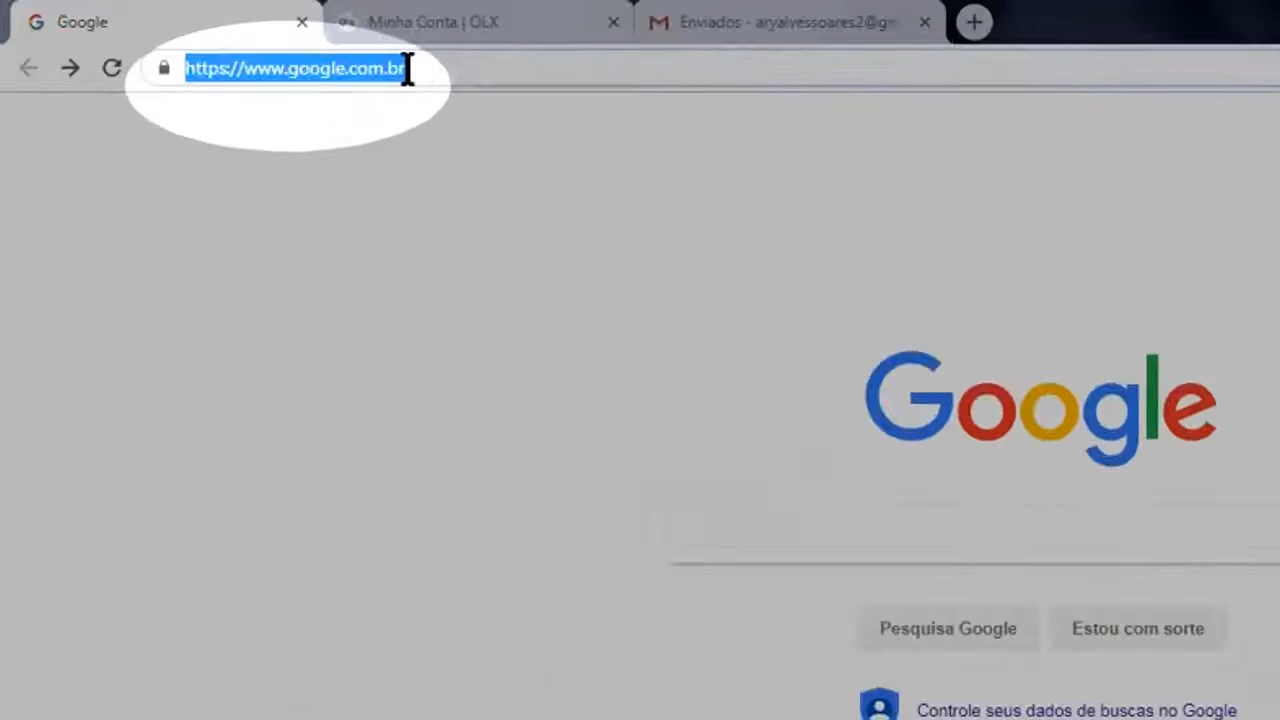 Google
Minha Conta | OLX
Enviados - aryalvessoares2@gm
https://www.google.com.br
Google
Pesquisa Google
Estou com sorte
Controle seus dados de buscas no Google